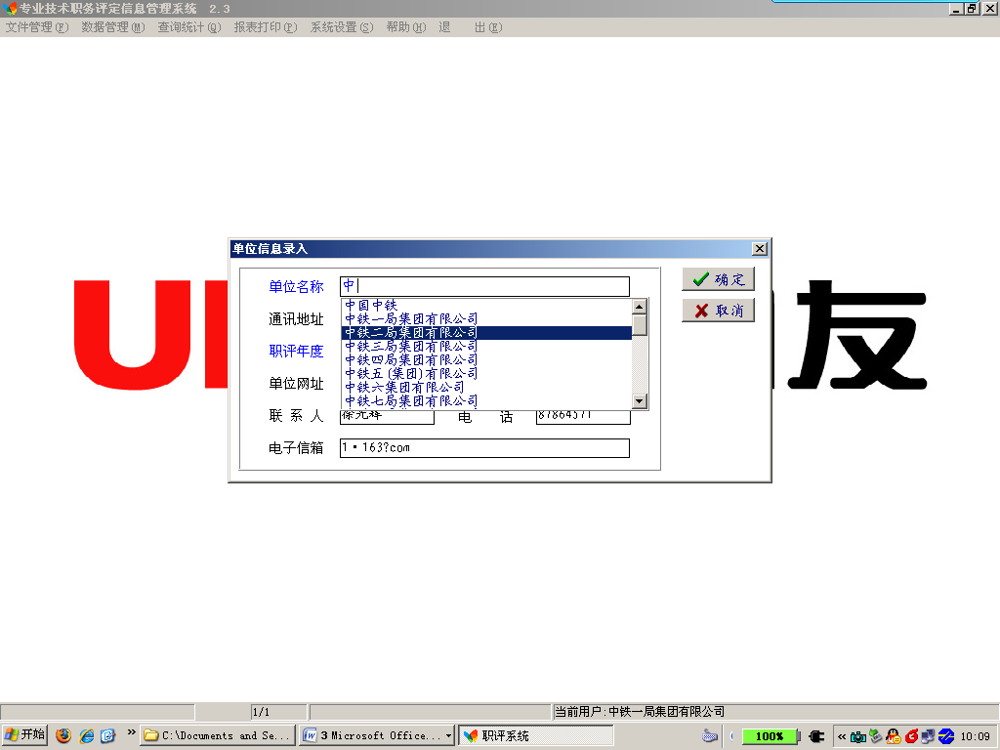 专业技术职务评定信息管理系统 2.3
文件管理(F) 数据管理(M) 查询统计(Q) 报表打印(P) 系统设置(S) 帮助(H) 退 出(E)
单位信息录入
单位名称 中
确定
中国中铁
通讯地址
中铁一局集团有限公司
取消
中铁二局集团有限公司
职评年度
中铁三局集团有限公司
中铁四局集团有限公司
中铁五(集团)有限公司
单位网址
中铁六集团有限公司
中铁七局集团有限公司
联系人 徐光辉 电 话 87864571
电子信箱 1·163?com
友
1/1 当前用户:中铁一局集团有限公司
开始 C:\Documents and Se... 3 Microsoft Office... 职评系统 100% 10:09